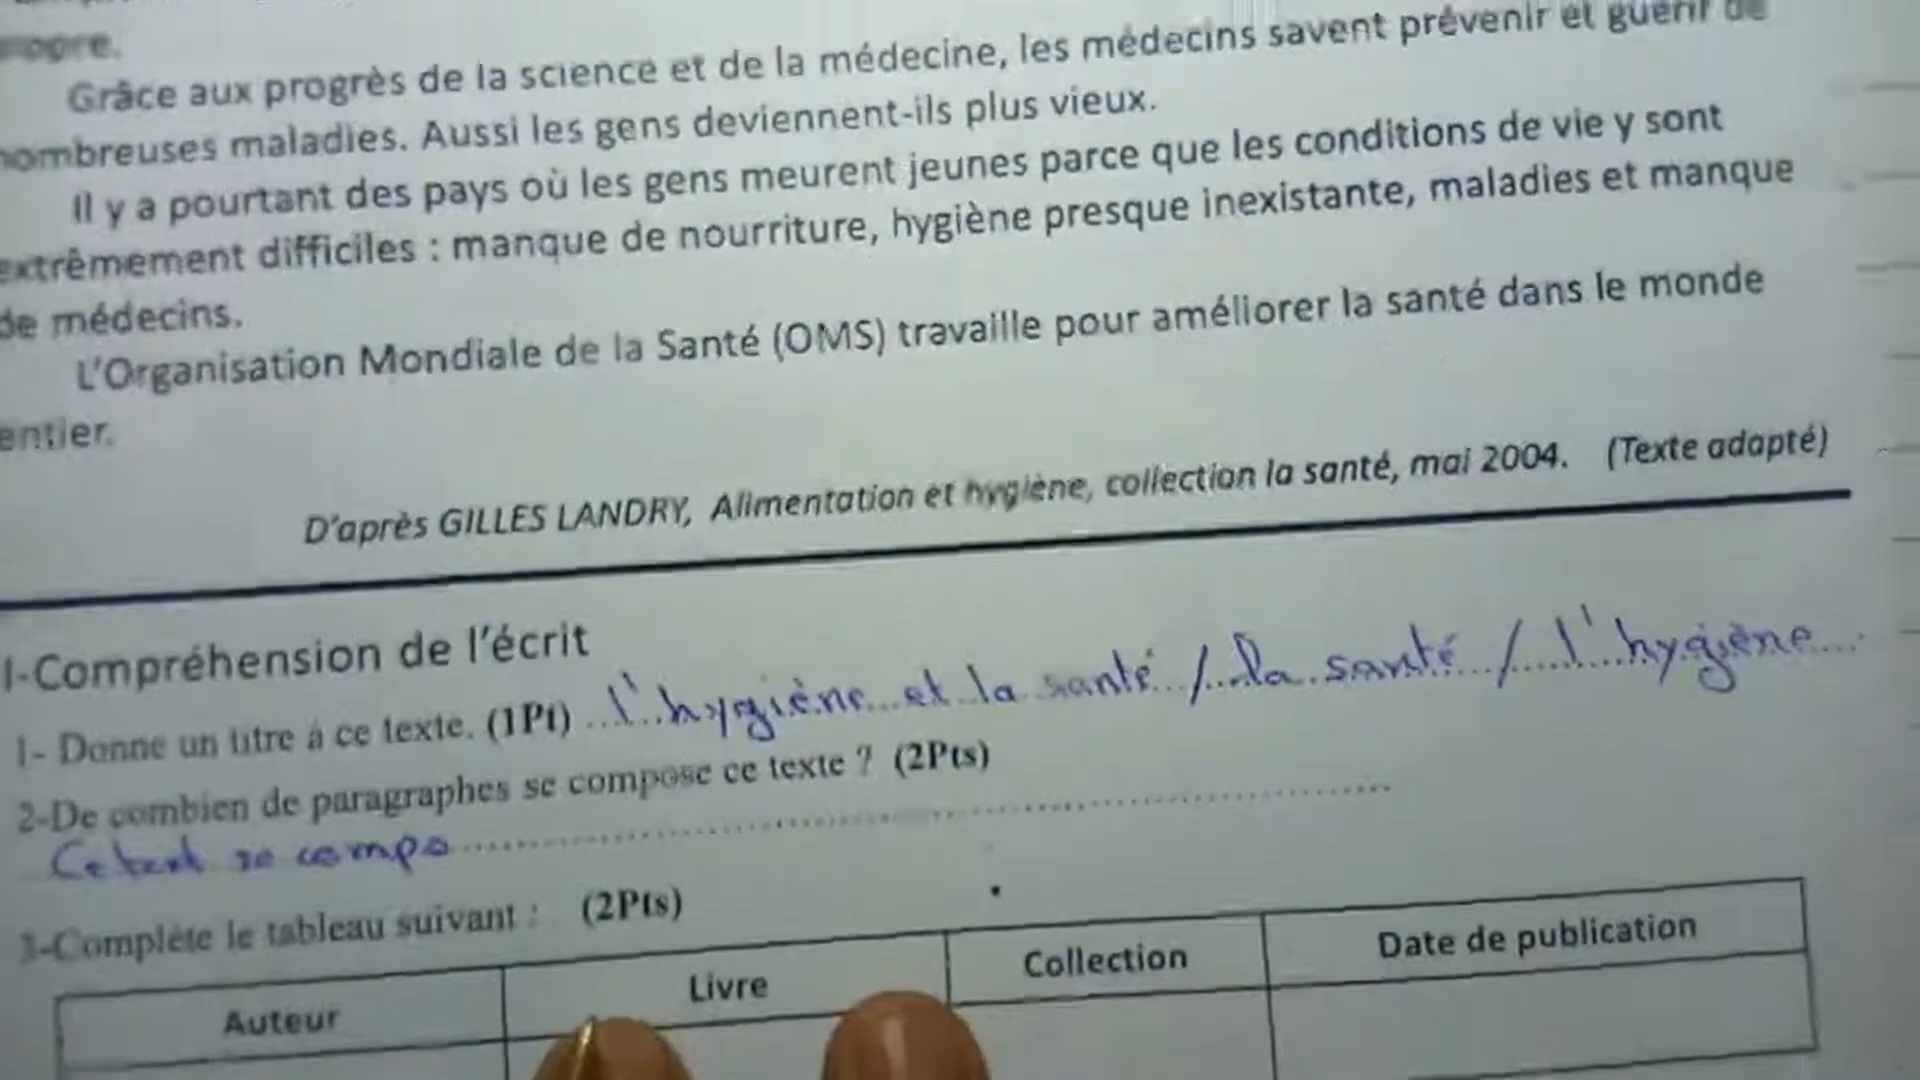 Grâce aux progrès de la science et de la médecine, les médecins savent prévenir et guérir de
nombreuses maladies. Aussi les gens deviennent-ils plus vieux.
Il y a pourtant des pays où les gens meurent jeunes parce que les conditions de vie y sont
extrêmement difficiles : manque de nourriture, hygiène presque inexistante, maladies et manque
de médecins.
L'Organisation Mondiale de la Santé (OMS) travaille pour améliorer la santé dans le monde
entier.
D'après GILLES LANDRY, Alimentation et hygiène, collection la santé, mai 2004. (Texte adapté)
I-Compréhension de l'écrit
1- Donne un titre à ce texte. (1Pt) ...l'hygiène...et la santé../..la.santé../....l'..hygiène....
2-De combien de paragraphes se compose ce texte ? (2Pts)
Ce text se compo
3-Complète le tableau suivant : (2Pts)
Auteur Livre Collection Date de publication